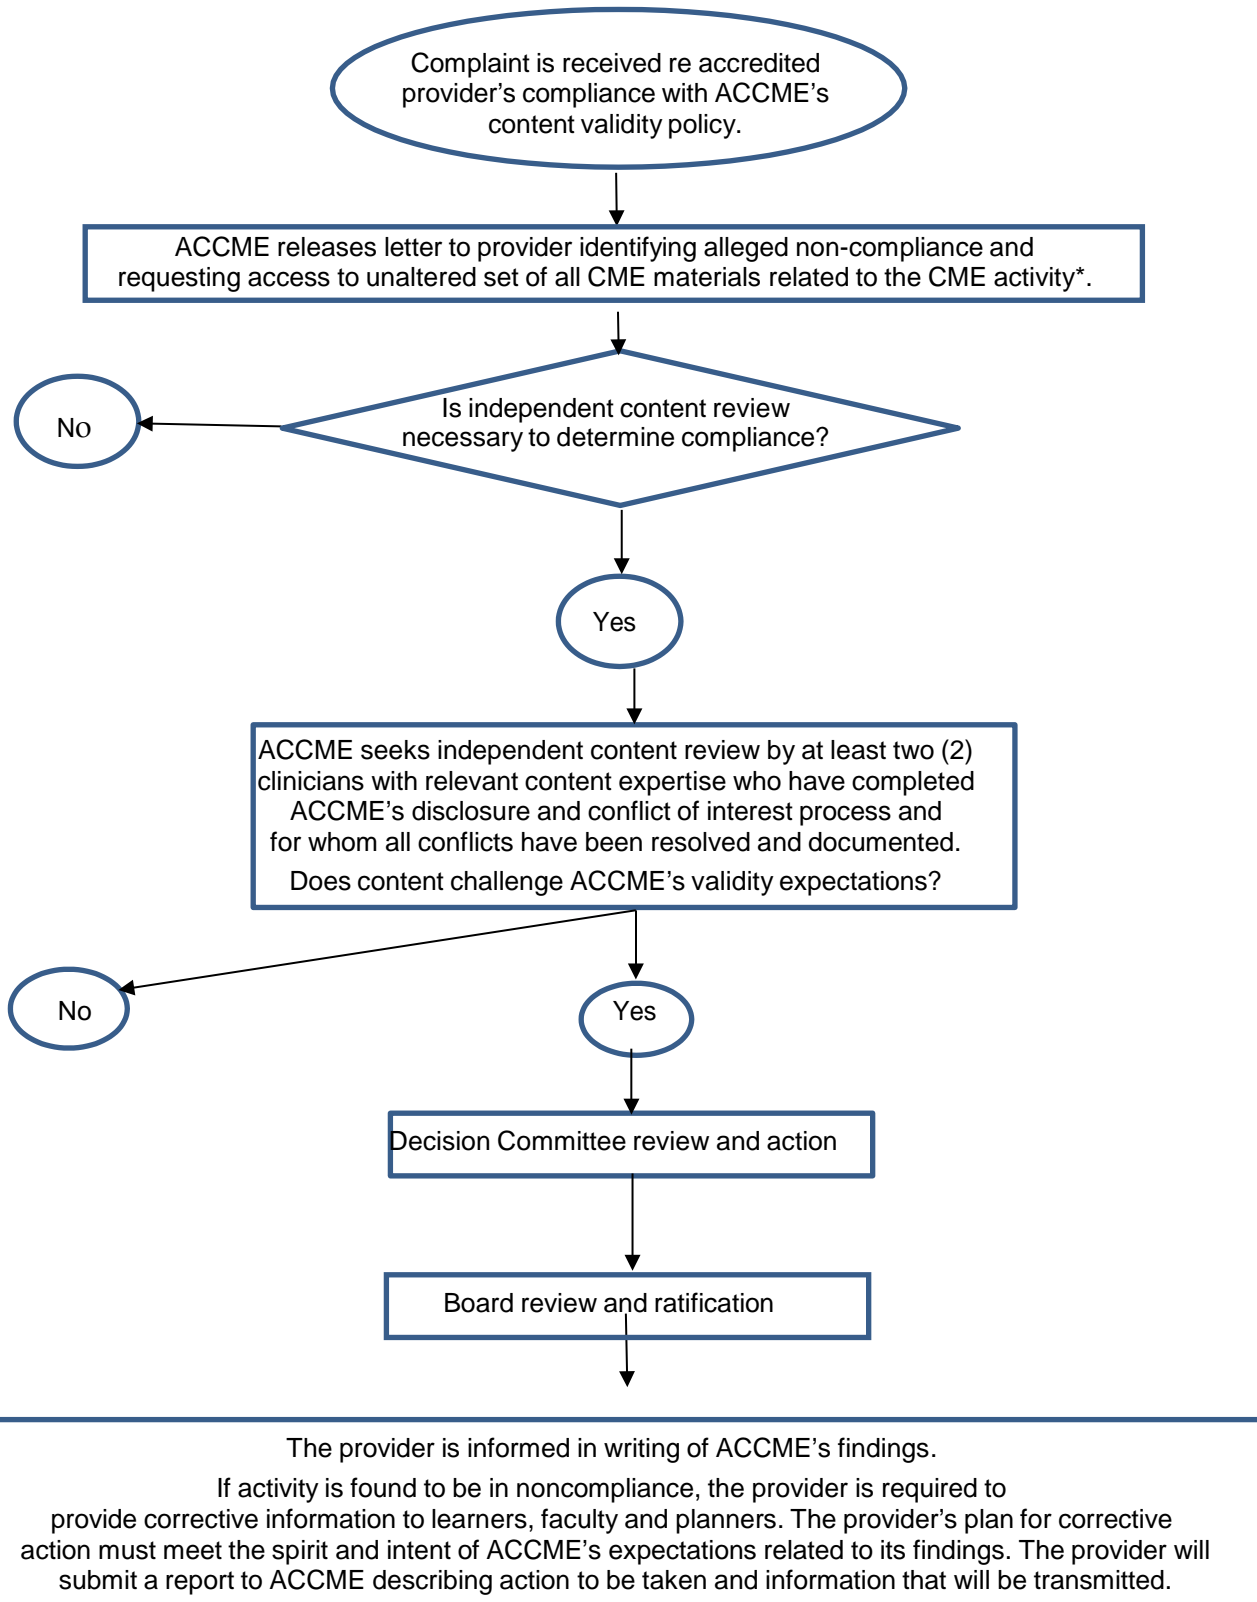 Complaint is received re accredited
provider’s compliance with ACCME’s
content validity policy.
ACCME releases letter to provider identifying alleged non-compliance and
requesting access to unaltered set of all CME materials related to the CME activity*.
Is independent content review
necessary to determine compliance?
No
Yes
ACCME seeks independent content review by at least two (2)
clinicians with relevant content expertise who have completed
ACCME’s disclosure and conflict of interest process and
for whom all conflicts have been resolved and documented.
Does content challenge ACCME’s validity expectations?
No
Yes
Decision Committee review and action
Board review and ratification
The provider is informed in writing of ACCME’s findings.
If activity is found to be in noncompliance, the provider is required to
provide corrective information to learners, faculty and planners. The provider’s plan for corrective
action must meet the spirit and intent of ACCME’s expectations related to its findings. The provider will
submit a report to ACCME describing action to be taken and information that will be transmitted.